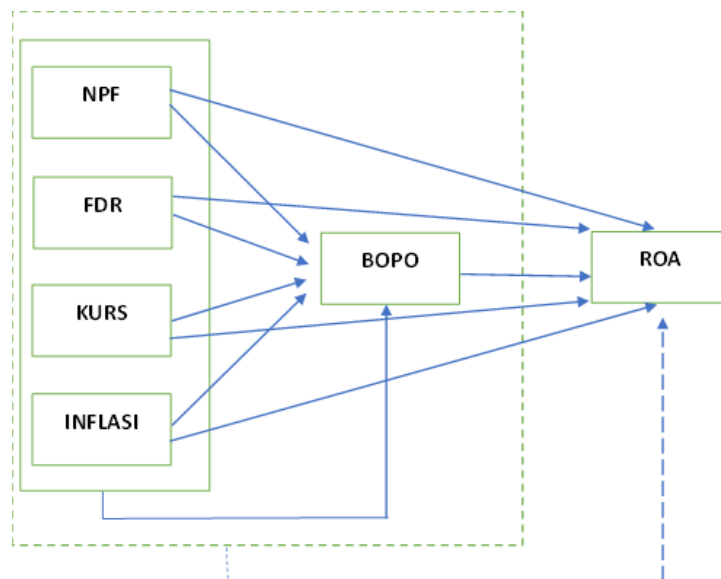 NPF
FDR
BOPO
ROA
KURS
INFLASI